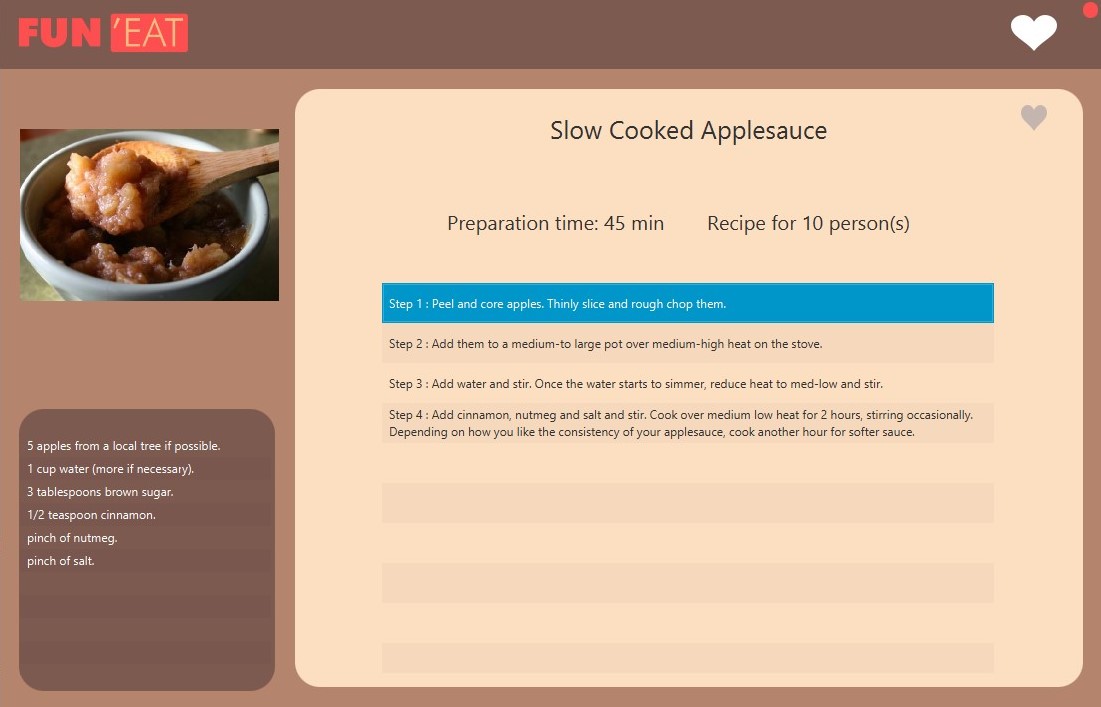 FUN 'EAT
Slow Cooked Applesauce
Preparation time: 45 min Recipe for 10 person(s)
Step 1 : Peel and core apples. Thinly slice and rough chop them.
Step 2 : Add them to a medium-to large pot over medium-high heat on the stove.
Step 3 : Add water and stir. Once the water starts to simmer, reduce heat to med-low and stir.
Step 4 : Add cinnamon, nutmeg and salt and stir. Cook over medium low heat for 2 hours, stirring occasionally.
Depending on how you like the consistency of your applesauce, cook another hour for softer sauce.
5 apples from a local tree if possible.
1 cup water (more if necessary).
3 tablespoons brown sugar.
1/2 teaspoon cinnamon.
pinch of nutmeg.
pinch of salt.